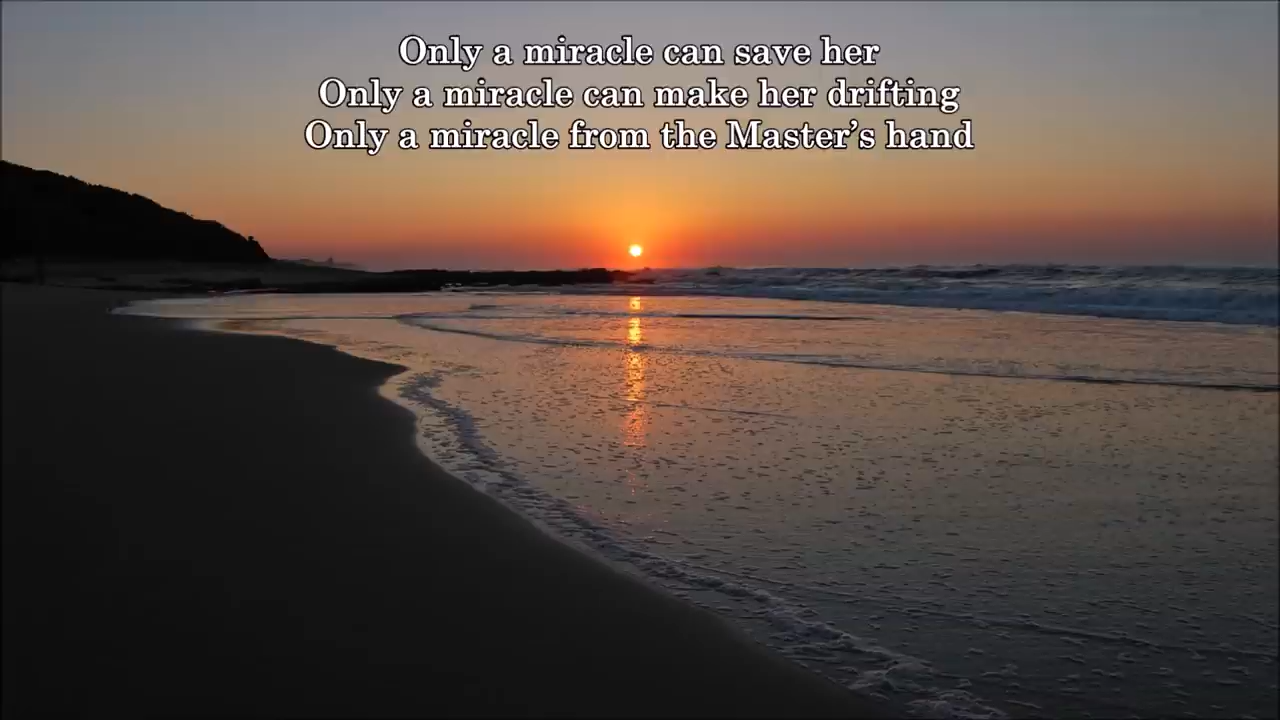 Only a miracle can save her
Only a miracle can make her drifting
Only a miracle from the Master’s hand